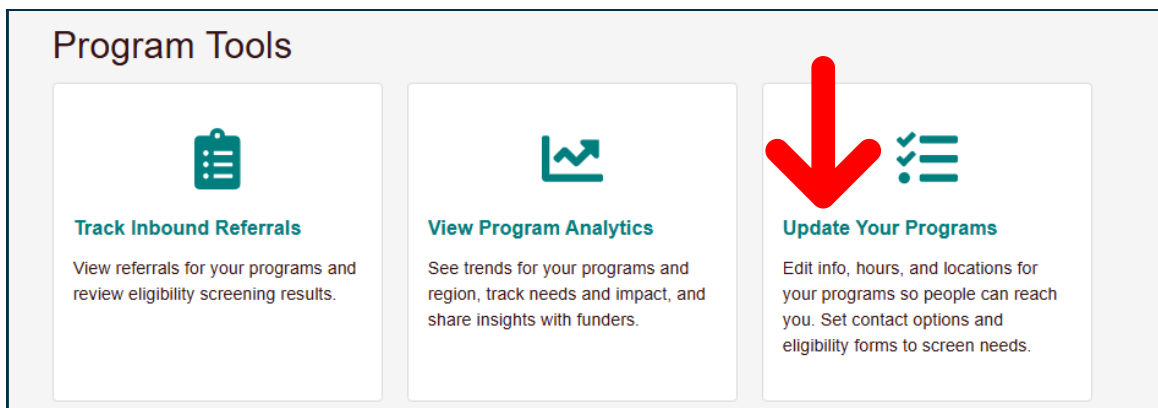 Program Tools
Track Inbound Referrals
View referrals for your programs and
review eligibility screening results.
View Program Analytics
See trends for your programs and
region, track needs and impact, and
share insights with funders.
Update Your Programs
Edit info, hours, and locations for
your programs so people can reach
you. Set contact options and
eligibility forms to screen needs.